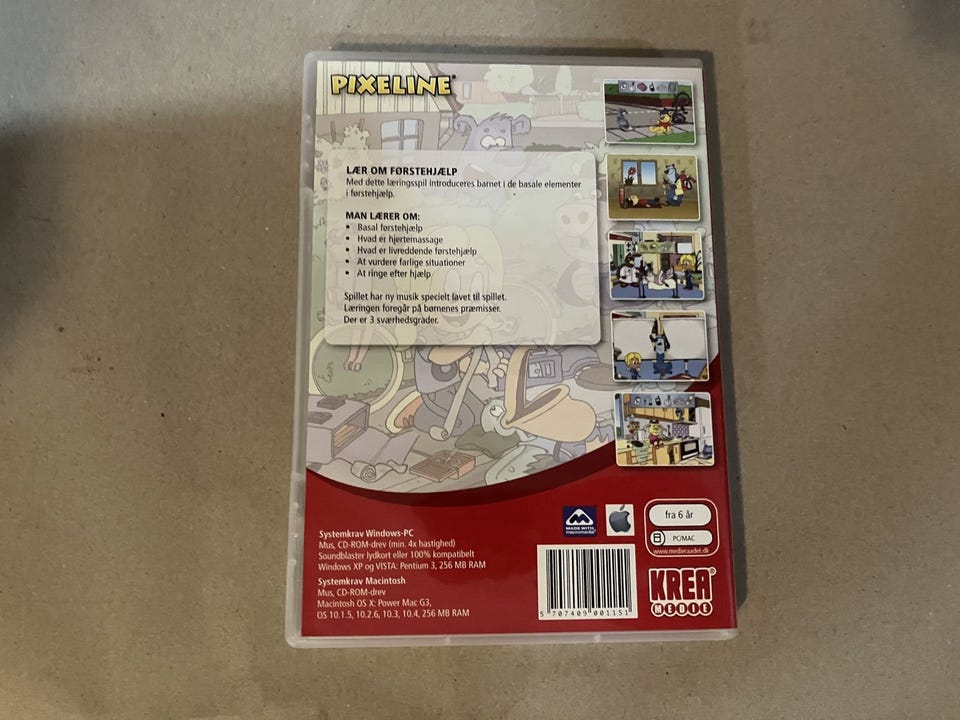 PIXELINE®
LÆR OM FØRSTEHJÆLP
Med dette læringsspil introduceres barnet i de basale elementer
i førstehjælp.
MAN LÆRER OM:
• Basal førstehjælp
• Hvad er hjertemassage
• Hvad er livreddende førstehjælp
• At vurdere farlige situationer
• At ringe efter hjælp
Spillet har ny musik specielt lavet til spillet.
Læringen foregår på børnenes præmisser.
Der er 3 sværhedsgrader.
Systemkrav Windows-PC
Mus, CD-ROM-drev (min. 4x hastighed)
Soundblaster lydkort eller 100% kompatibelt
Windows XP og VISTA: Pentium 3, 256 MB RAM
Systemkrav Macintosh
Mus, CD-ROM-drev
Macintosh OS X: Power Mac G3,
OS 10.1.5, 10.2.6, 10.3, 10.4, 256 MB RAM
MADE WITH
macromedia®
fra 6 år
PC/MAC
www.medieraadet.dk
5 707409 001151
KREA®
MEDIE